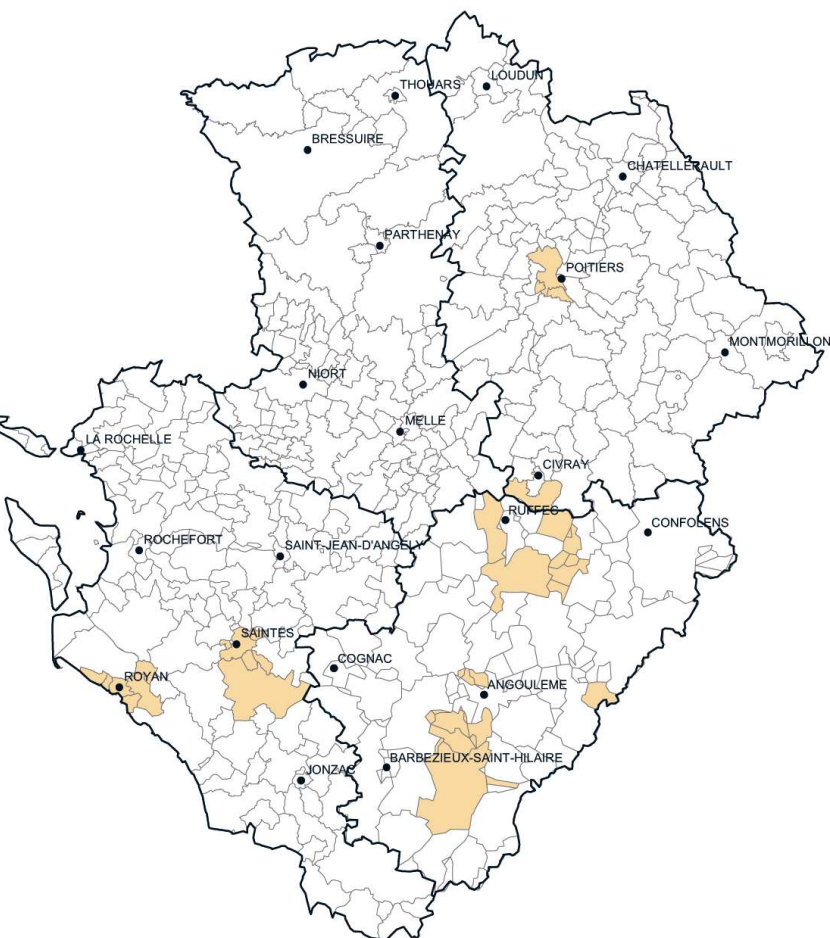 THOUARS
LOUDUN
BRESSUIRE
CHATELLERAULT
PARTHENAY
POITIERS
MONTMORILLON
NIORT
MELLE
LA ROCHELLE
CIVRAY
RUFFEC
CONFOLENS
ROCHEFORT
SAINT-JEAN-D'ANGELY
SAINTES
COGNAC
ROYAN
ANGOULEME
BARBEZIEUX-SAINT-HILAIRE
JONZAC